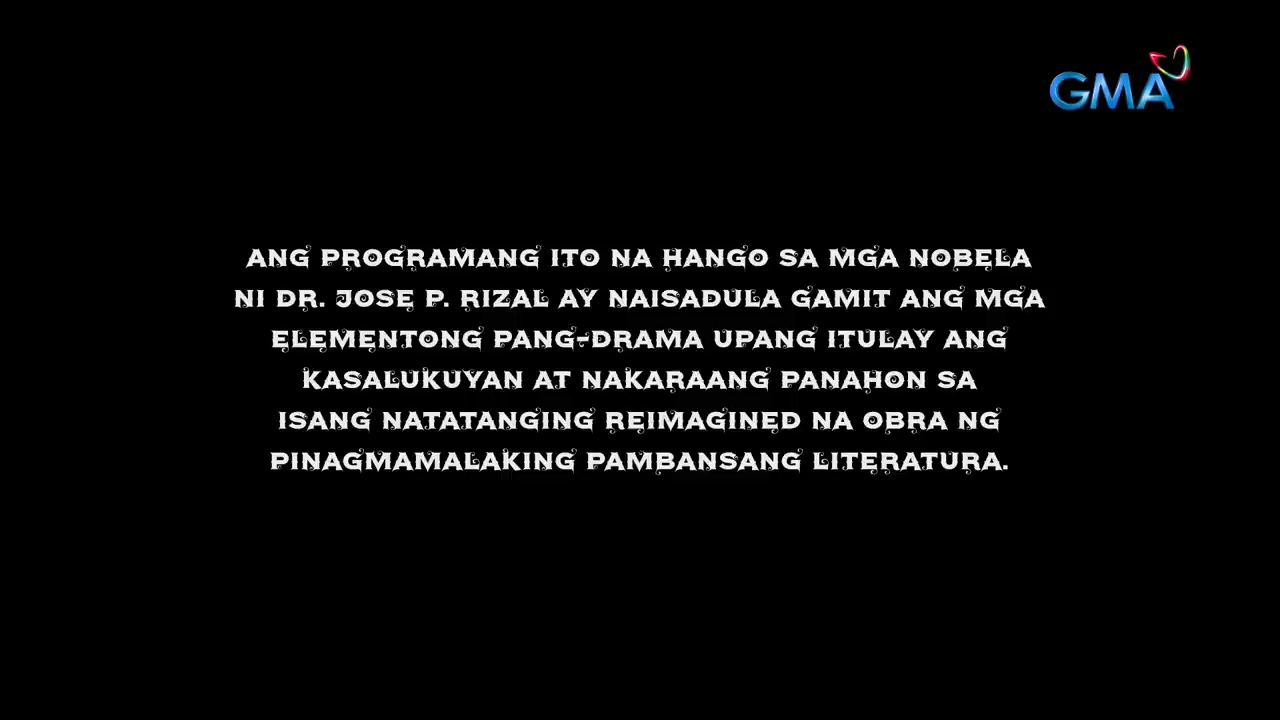 GMA
ANG PROGRAMANG ITO NA HANGO SA MGA NOBELA
NI DR. JOSE P. RIZAL AY NAISADULA GAMIT ANG MGA
ELEMENTONG PANG-DRAMA UPANG ITULAY ANG
KASALUKUYAN AT NAKARAANG PANAHON SA
ISANG NATATANGING REIMAGINED NA OBRA NG
PINAGMAMALAKING PAMBANSANG LITERATURA.